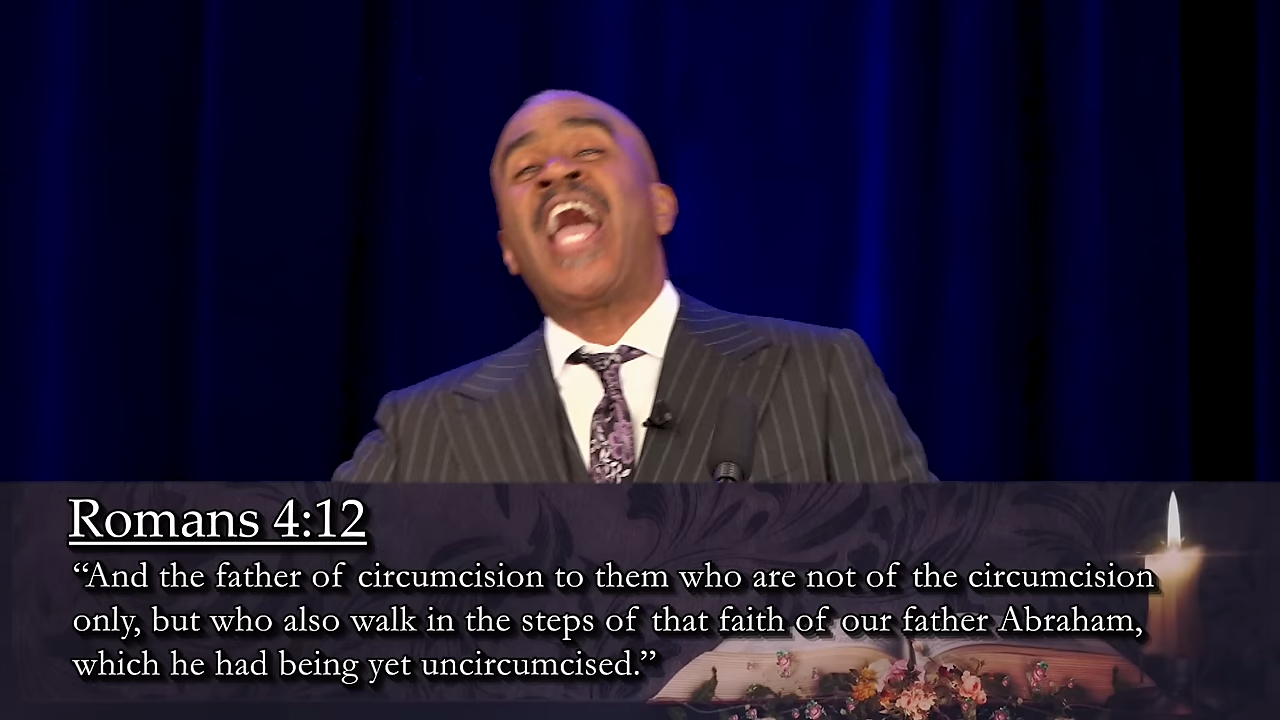 Romans 4:12
“And the father of circumcision to them who are not of the circumcision
only, but who also walk in the steps of that faith of our father Abraham,
which he had being yet uncircumcised.”